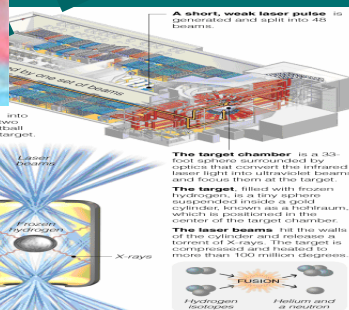 A short, weak laser pulse is
generated and split into 48
beams.
d by one set of beams
into
two
tball
target.
The target chamber is a 33-
foot sphere surrounded by
optics that convert the infrared
laser light into ultraviolet beams
and focus them at the target.
The target, filled with frozen
hydrogen, is a tiny sphere
suspended inside a gold
cylinder, known as a hohlraum,
which is positioned in the
center of the target chamber.
The laser beams hit the walls
of the cylinder and release a
torrent of X-rays. The target is
compressed and heated to
more than 100 million degrees.
Laser
beams
Frozen
hydrogen
X-rays
FUSION
Hydrogen
isotopes
Helium and
a neutron